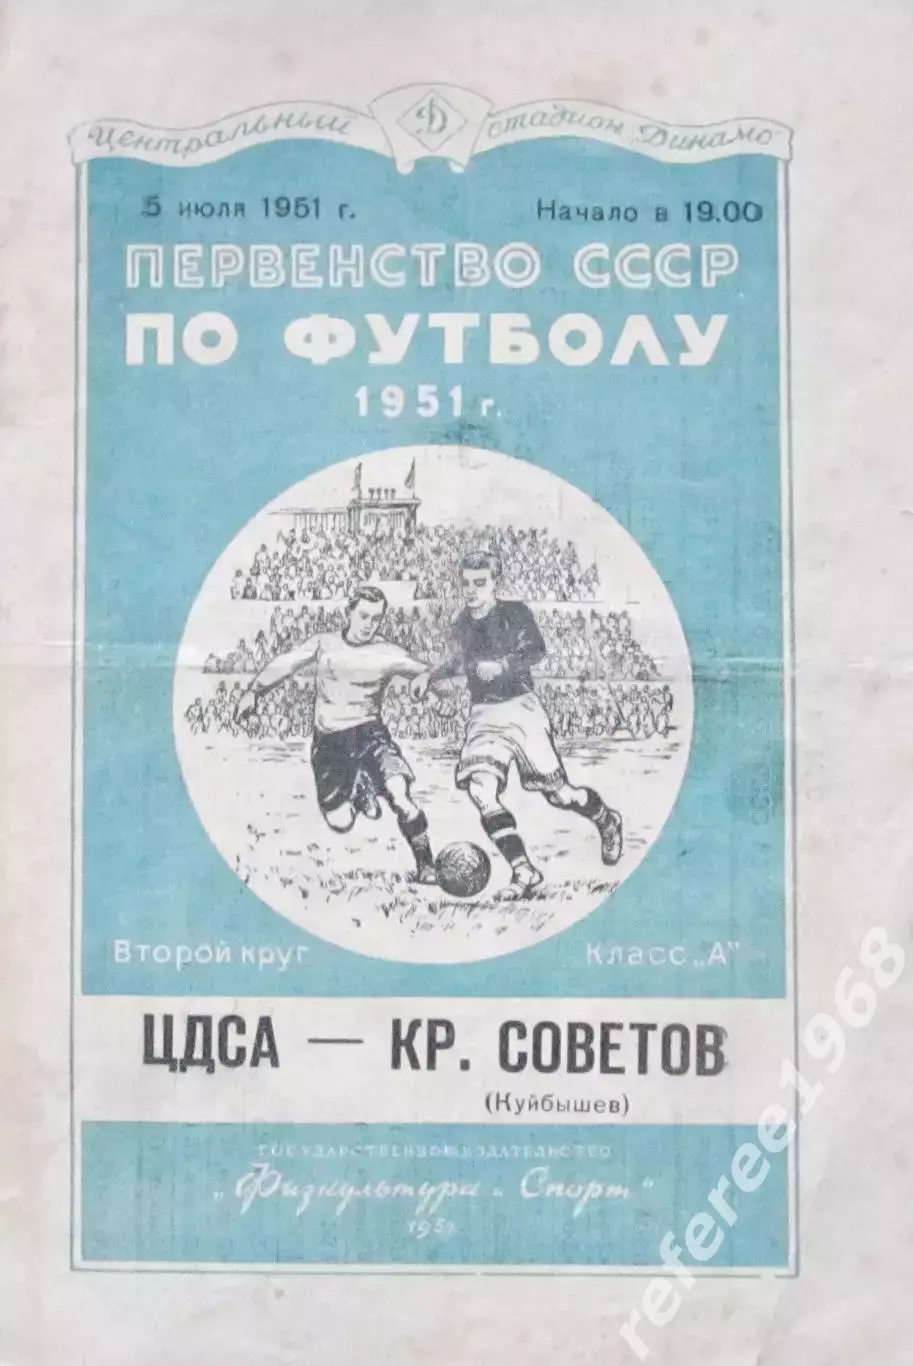 Центральный Д стадион Динамо
5 июля 1951 г. Начало в 19.00
ПЕРВЕНСТВО СССР
ПО ФУТБОЛУ
1951 г.
Второй круг Класс „А"
ЦДСА — КР. СОВЕТОВ
(Куйбышев)
ГОСУДАРСТВЕННОЕ ИЗДАТЕЛЬСТВО
„Физкультура и Спорт"
1951
referee1968